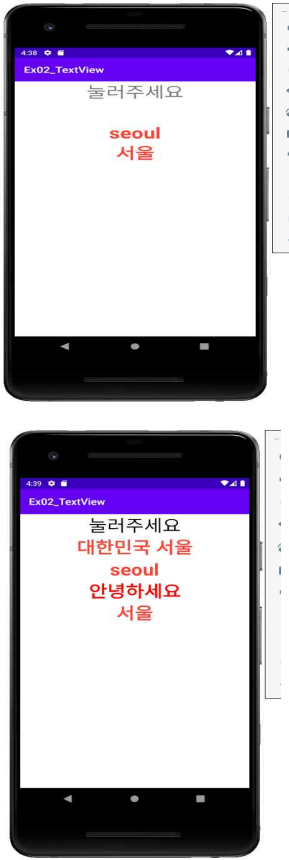 4:38
Ex02_TextView
눌러주세요
seoul
서울
4:39
Ex02_TextView
눌러주세요
대한민국 서울
seoul
안녕하세요
서울